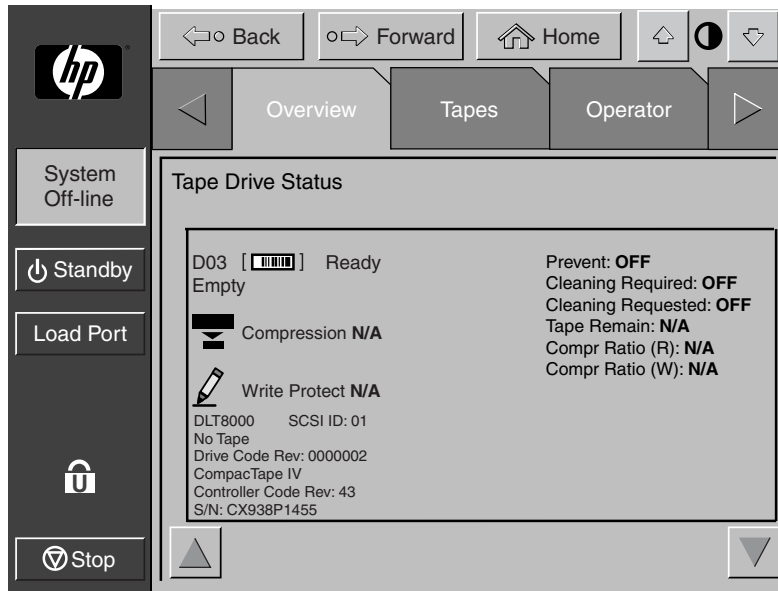 hp
Back
Forward
Home
Overview
Tapes
Operator
System
Off-line
Standby
Load Port
U
Stop
Tape Drive Status
D03 [ ] Ready
Empty
Compression N/A
Write Protect N/A
DLT8000 SCSI ID: 01
No Tape
Drive Code Rev: 0000002
CompacTape IV
Controller Code Rev: 43
S/N: CX938P1455
Prevent: OFF
Cleaning Required: OFF
Cleaning Requested: OFF
Tape Remain: N/A
Compr Ratio (R): N/A
Compr Ratio (W): N/A